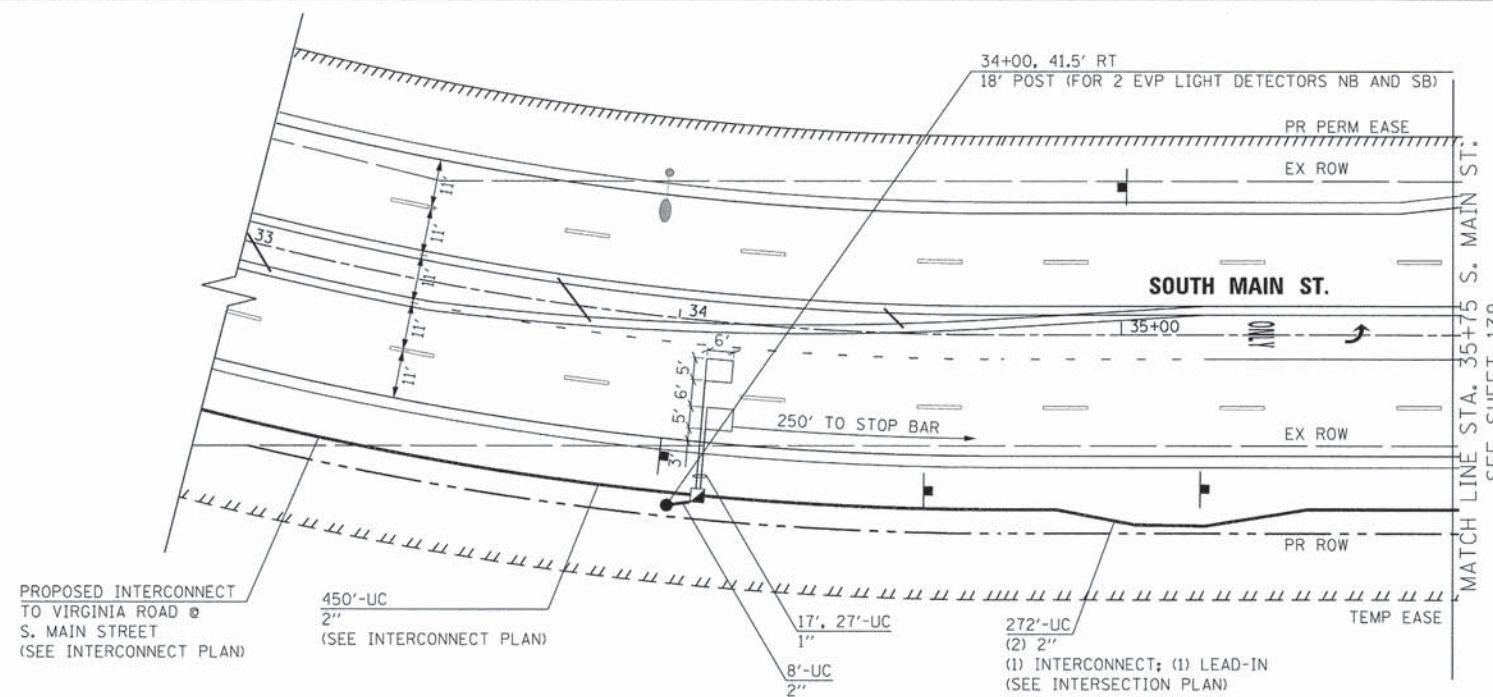 34+00, 41.5' RT
18' POST (FOR 2 EVP LIGHT DETECTORS NB AND SB)
PR PERM EASE
EX ROW
11'
11'
11'
11'
11'
33
34
35+00
SOUTH MAIN ST.
ONLY
6'
5'
6'
5'
3'
250' TO STOP BAR
EX ROW
PR ROW
TEMP EASE
MATCH LINE STA. 35+75 S. MAIN ST.
SEE SHEET 139
PROPOSED INTERCONNECT
TO VIRGINIA ROAD @
S. MAIN STREET
(SEE INTERCONNECT PLAN)
450'-UC
2"
(SEE INTERCONNECT PLAN)
17', 27'-UC
1"
8'-UC
2"
272'-UC
(2) 2"
(1) INTERCONNECT; (1) LEAD-IN
(SEE INTERSECTION PLAN)